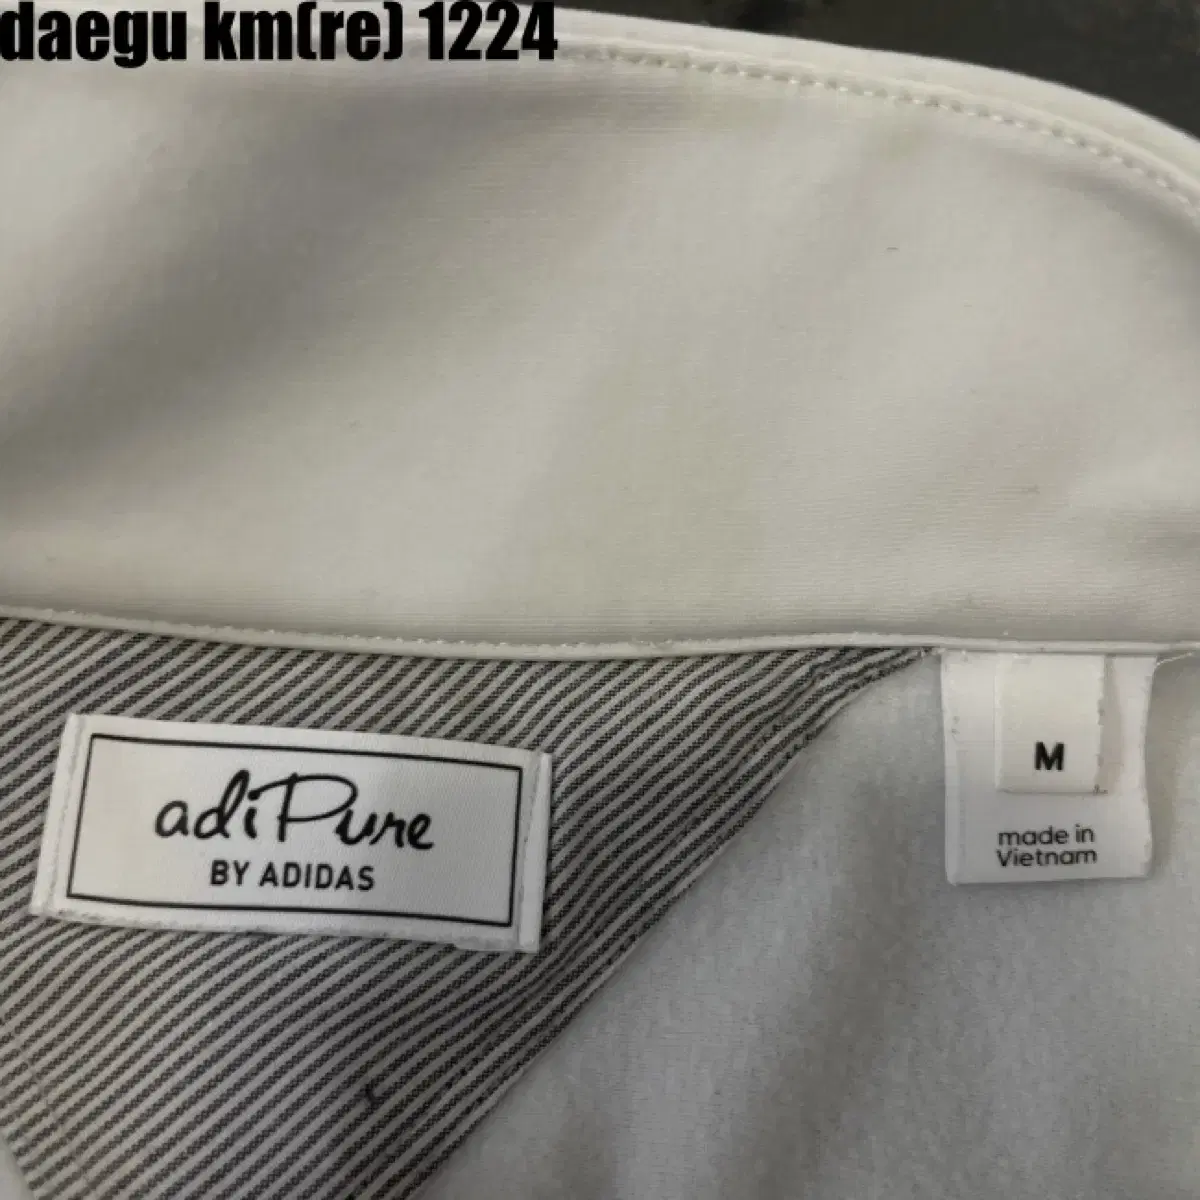 daegu km(re) 1224
adiPure
BY ADIDAS
M
made in
Vietnam